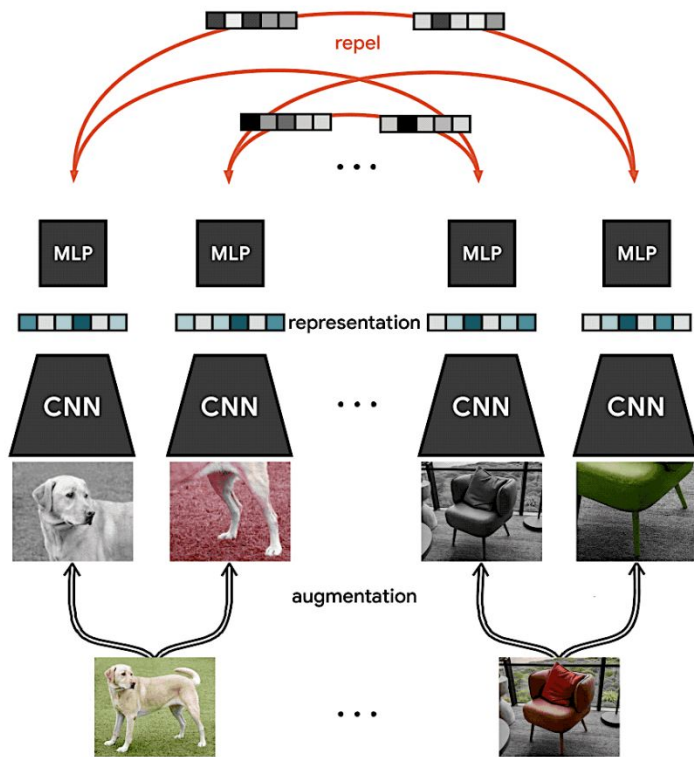 repel
...
MLP MLP MLP MLP
representation
CNN CNN ... CNN CNN
augmentation
...